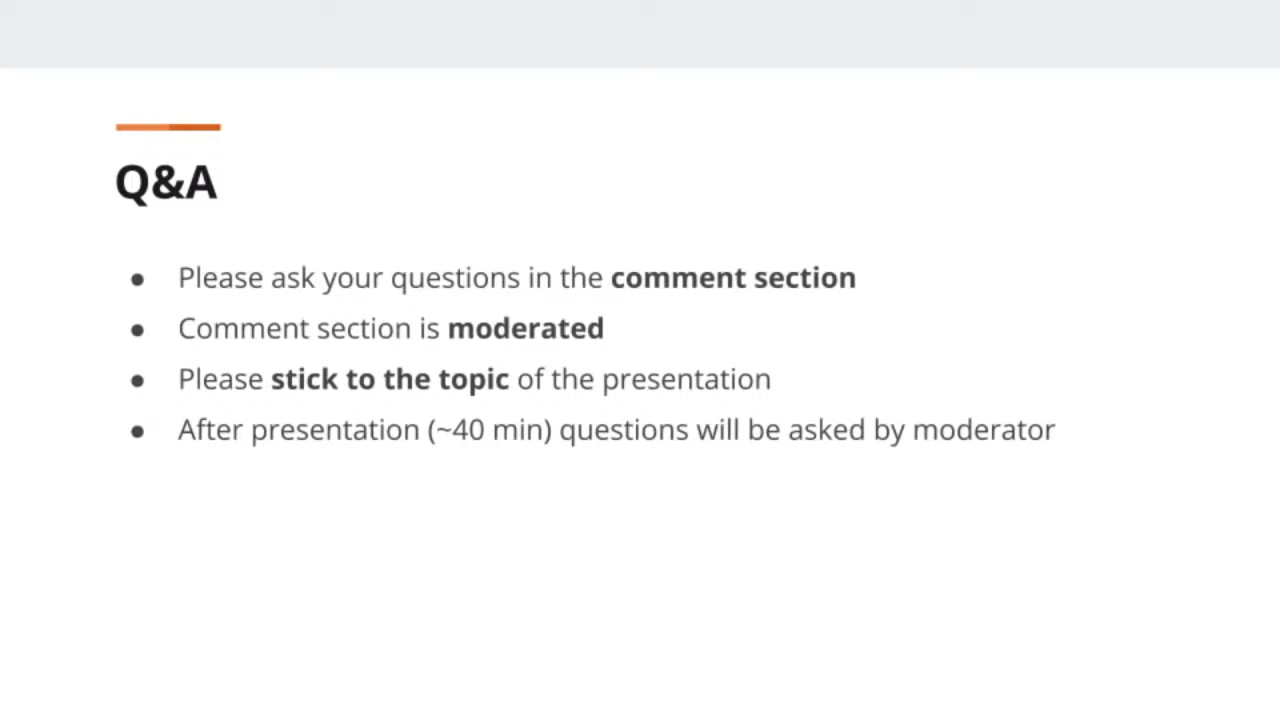 Q&A
● Please ask your questions in the comment section
● Comment section is moderated
● Please stick to the topic of the presentation
● After presentation (~40 min) questions will be asked by moderator